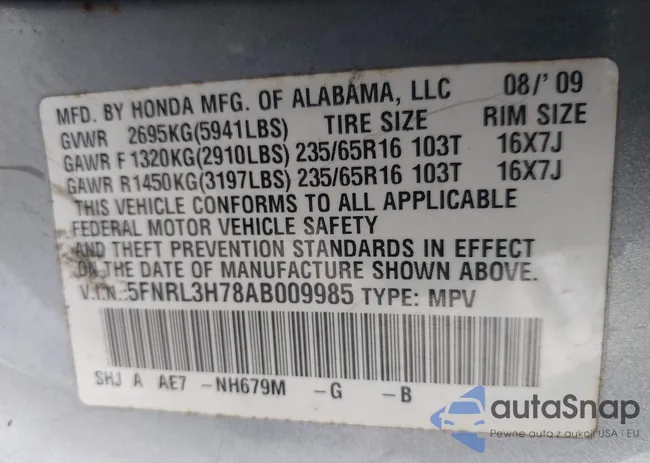 MFD. BY HONDA MFG. OF ALABAMA, LLC 08/'09
GVWR 2695KG(5941LBS) TIRE SIZE RIM SIZE
GAWR F 1320KG(2910LBS) 235/65R16 103T 16X7J
GAWR R1450KG(3197LBS) 235/65R16 103T 16X7J
THIS VEHICLE CONFORMS TO ALL APPLICABLE
FEDERAL MOTOR VEHICLE SAFETY
AND THEFT PREVENTION STANDARDS IN EFFECT
ON THE DATE OF MANUFACTURE SHOWN ABOVE.
V.I.N.:5FNRL3H78AB009985 TYPE: MPV
SHJ A AE7 -NH679M -G -B
autaSnap
Pewne auta z aukcji USA i EU